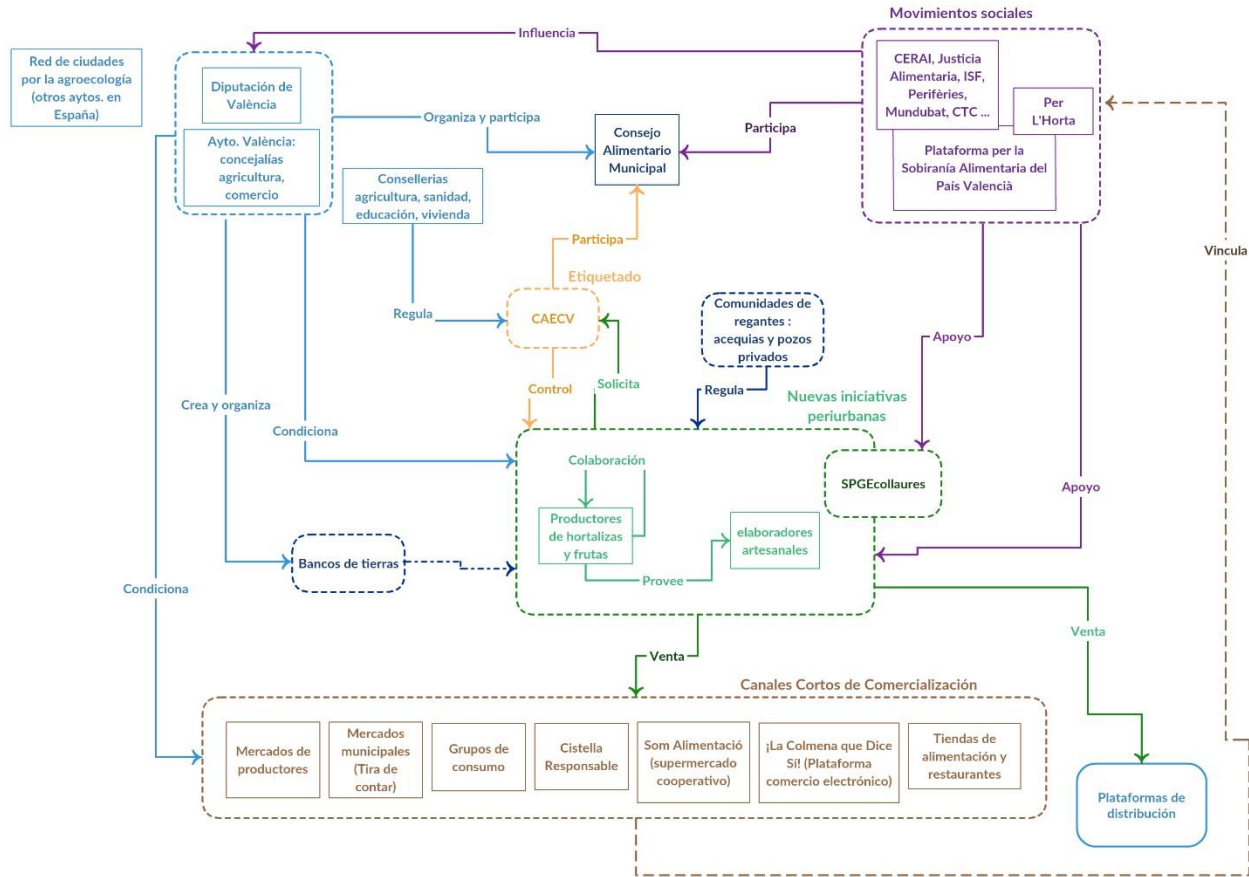 Movimientos sociales
Influencia
Red de ciudades
por la agroecología
(otros aytos. en
España)
Diputación de
València
Ayto. València:
concejalías
agricultura,
comercio
Organiza y participa
Consejo
Alimentario
Municipal
Participa
CERAI, Justicia
Alimentaria, ISF,
Perifèries,
Mundubat, CTC ...
Per
L'Horta
Plataforma per la
Sobiranía Alimentaria del
País Valencià
Consellerias
agricultura, sanidad,
educación, vivienda
Participa
Etiquetado
Vincula
Regula
CAECV
Comunidades de
regantes :
acequias y pozos
privados
Apoyo
Control
Solicita
Regula
Nuevas iniciativas
periurbanas
Crea y organiza
Condiciona
Colaboración
SPGEcollaures
Apoyo
Productores
de hortalizas
y frutas
elaboradores
artesanales
Bancos de tierras
Provee
Condiciona
Venta
Venta
Canales Cortos de Comercialización
Mercados de
productores
Mercados
municipales
(Tira de
contar)
Grupos de
consumo
Cistella
Responsable
Som Alimentació
(supermercado
cooperativo)
¡La Colmena que Dice
Sí! (Plataforma
comercio electrónico)
Tiendas de
alimentación y
restaurantes
Plataformas de
distribución